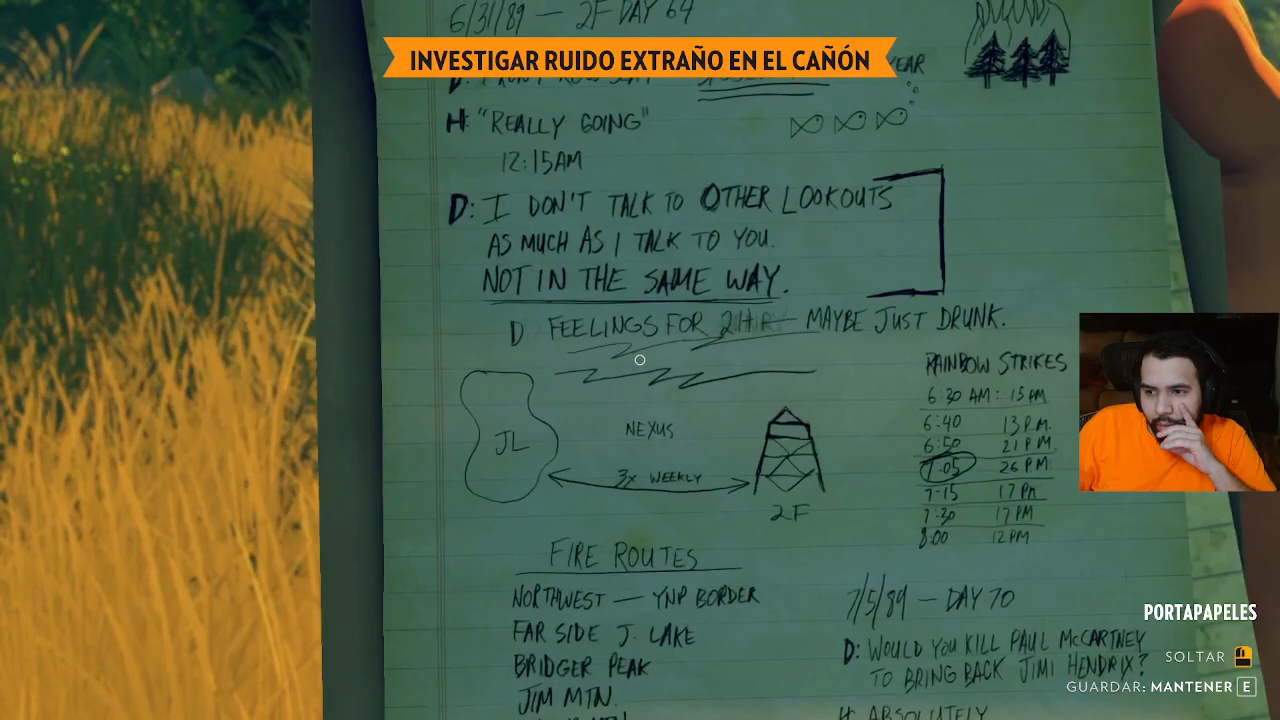 6/31/89 — 2F DAY 64
INVESTIGAR RUIDO EXTRAÑO EN EL CAÑÓN
YEAR
H: "REALLY GOING"
12:15AM
D: I DON'T TALK TO OTHER LOOKOUTS
AS MUCH AS I TALK TO YOU.
NOT IN THE SAME WAY.
D FEELINGS FOR MAYBE JUST DRUNK.
RAINBOW STRIKES
6:30 AM: 15 PM
6:40 13 P.M.
6:50 21 P.M.
7:05 26 P.M
7:15 17 PM
7:30 17 PM
8:00 12 PM
JL
NEXUS
3x WEEKLY
2F
FIRE ROUTES
NORTHWEST — YNP BORDER
FAR SIDE J. LAKE
BRIDGER PEAK
JIM MTN.
7/5/89 — DAY 70
D: WOULD YOU KILL PAUL McCARTNEY
TO BRING BACK JIMI HENDRIX?
H: ABSOLUTELY
PORTAPAPELES
SOLTAR
GUARDAR: MANTENER E